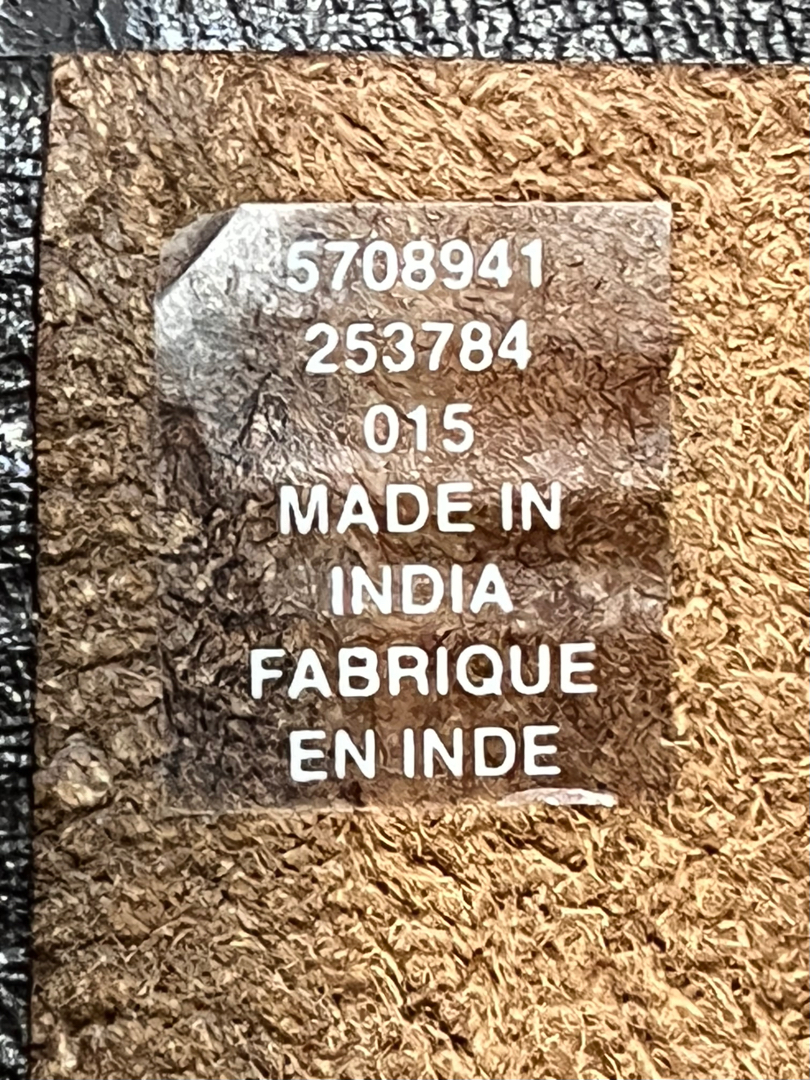 5708941
253784
015
MADE IN
INDIA
FABRIQUE
EN INDE